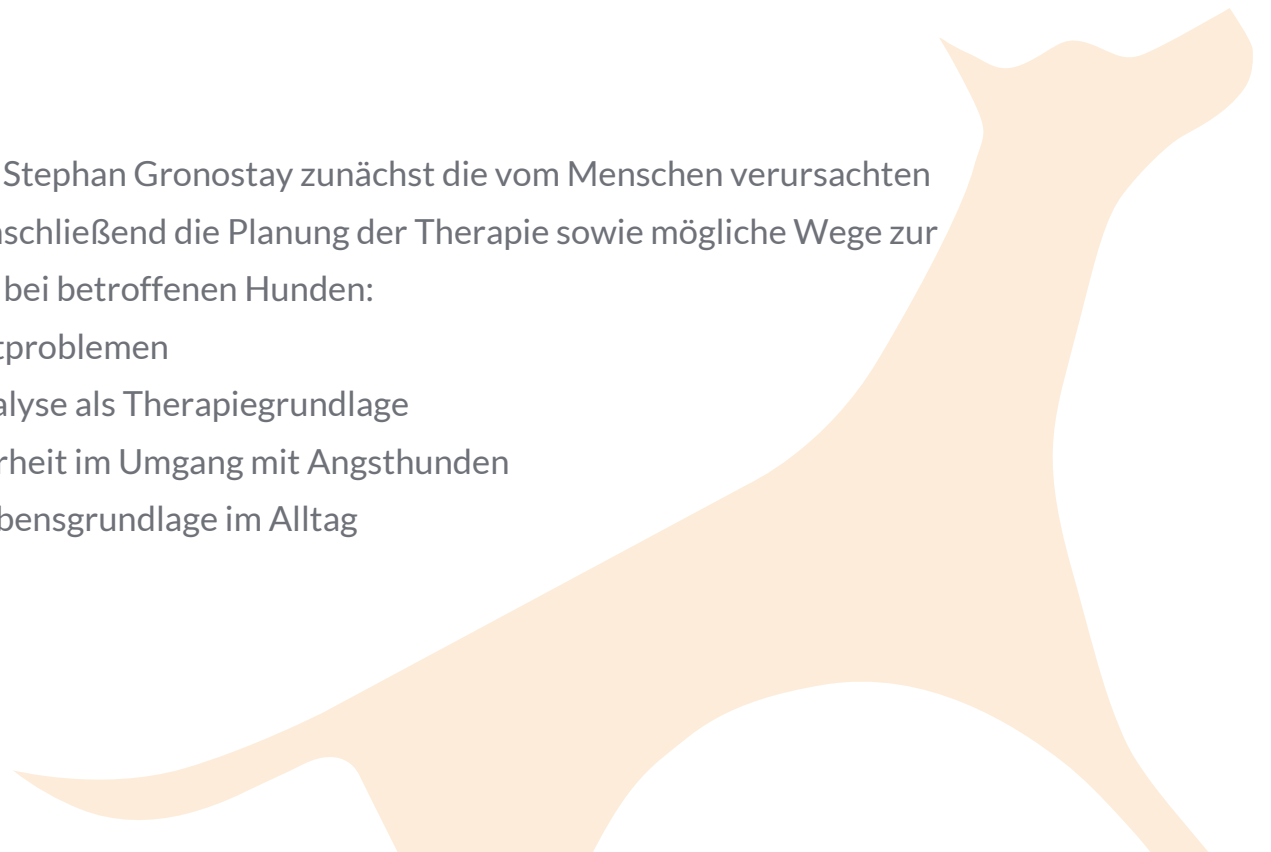 Stephan Gronostay zunächst die vom Menschen verursachten
schließend die Planung der Therapie sowie mögliche Wege zur
bei betroffenen Hunden:
tproblemen
alyse als Therapiegrundlage
rheit im Umgang mit Angsthunden
bensgrundlage im Alltag